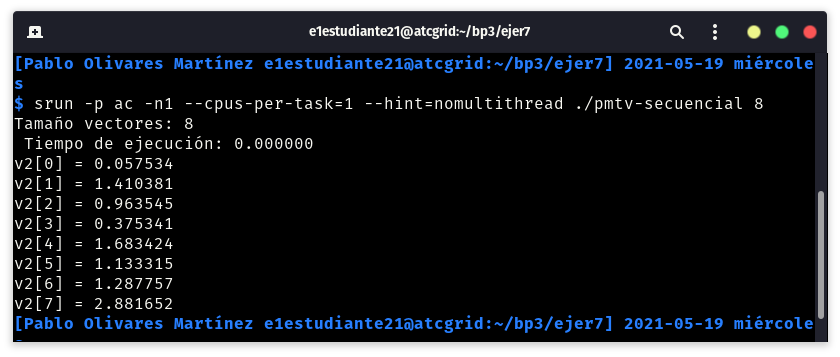 e1estudiante21@atcgrid:~/bp3/ejer7
[Pablo Olivares Martínez e1estudiante21@atcgrid:~/bp3/ejer7] 2021-05-19 miércole
s
$ srun -p ac -n1 --cpus-per-task=1 --hint=nomultithread ./pmtv-secuencial 8
Tamaño vectores: 8
 Tiempo de ejecución: 0.000000
v2[0] = 0.057534
v2[1] = 1.410381
v2[2] = 0.963545
v2[3] = 0.375341
v2[4] = 1.683424
v2[5] = 1.133315
v2[6] = 1.287757
v2[7] = 2.881652
[Pablo Olivares Martínez e1estudiante21@atcgrid:~/bp3/ejer7] 2021-05-19 miércole